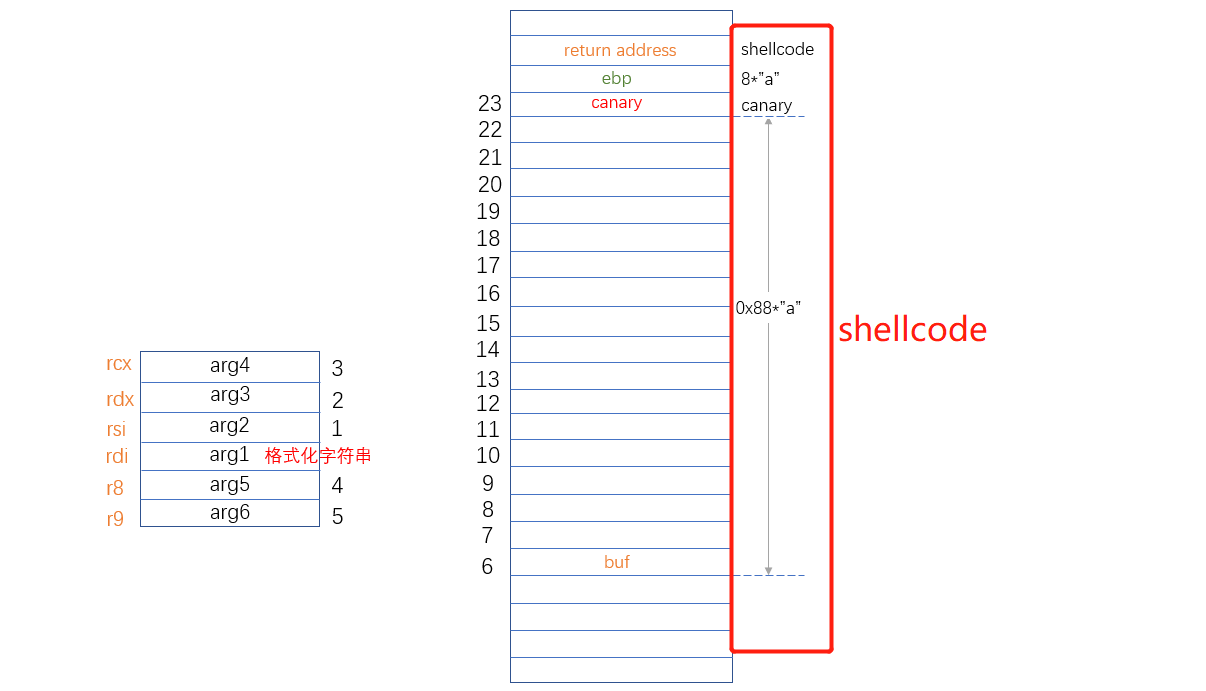 return address
ebp
23 canary
22
21
20
19
18
17
16
15
14
13
12
11
10
9
8
7
6 buf
shellcode
8*”a”
canary
0x88*”a”
shellcode
rcx arg4 3
rdx arg3 2
rsi arg2 1
rdi arg1 格式化字符串
r8 arg5 4
r9 arg6 5